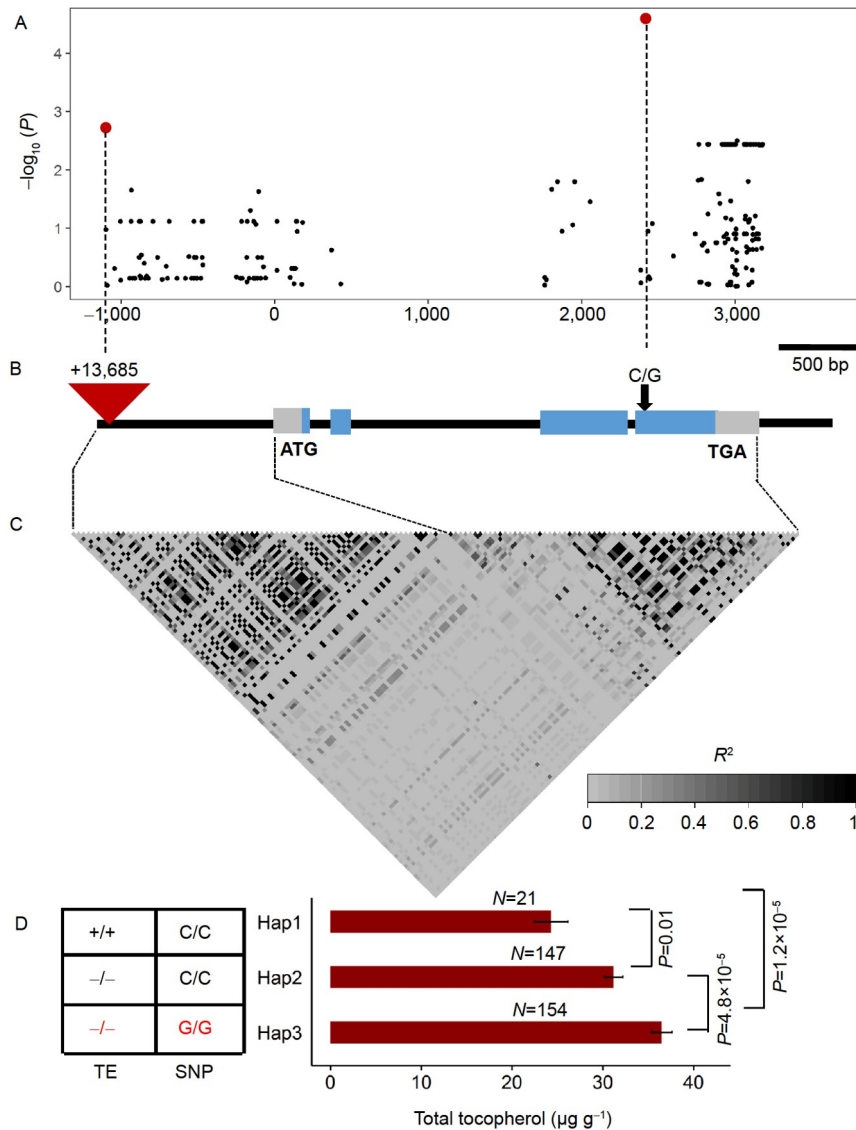 A
−log10 (P)
4
3
2
1
0
−1,000
0
1,000
2,000
3,000
500 bp
B
+13,685
C/G
ATG
TGA
C
R2
0
0.2
0.4
0.6
0.8
1
D
+/+
C/C
−/−
C/C
−/−
G/G
TE
SNP
Hap1
Hap2
Hap3
N=21
N=147
N=154
P=0.01
P=4.8×10−5
P=1.2×10−5
0
10
20
30
40
Total tocopherol (µg g−1)